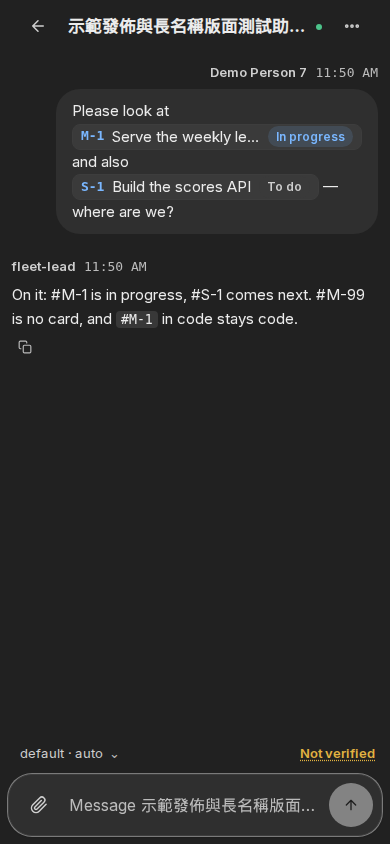 示範發佈與長名稱版面測試助...
Demo Person 7 11:50 AM
Please look at
M-1 Serve the weekly le... In progress
and also
S-1 Build the scores API To do —
where are we?
fleet-lead 11:50 AM
On it: #M-1 is in progress, #S-1 comes next. #M-99
is no card, and #M-1 in code stays code.
default · auto
Not verified
Message 示範發佈與長名稱版面...